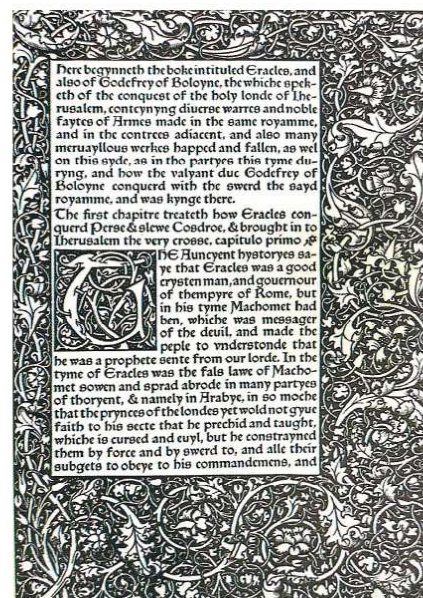 Here begynneth the boke intituled Eracles, and
also of Godefrey of Boloyne, the whiche spek-
eth of the conquest of the holy londe of Jhe-
rusalem, conteynyng diuerse warres and noble
faytes of Armes made in the same royamme,
and in the contrees adiacent, and also many
meruayllous werkes happed and fallen, as wel
on this syde, as in tho partyes this tyme du-
ryng, and how the valyant duc Godefrey of
Boloyne conquerd with the swerd the sayd
royamme, and was kynge there.
The first chapitre treateth how Eracles con-
querd Perse & slewe Cosdroe, & brought in to
Jherusalem the very crosse, capitulo primo
THE Auncyent hystoryes sa-
ye that Eracles was a good
crysten man, and gouernour
of thempyre of Rome, but
in his tyme Machomet had
ben, whiche was messager
of the deuil, and made the
peple to vnderstonde that
he was a prophete sente from our lorde. In the
tyme of Eracles was the fals lawe of Macho-
met sowen and sprad abrode in many partyes
of thoryent, & namely in Arabye, in so moche
that the prynces of the londes yet wold not gyue
faith to his secte that he prechid and taught,
whiche is cursed and euyl, but he constrayned
them by force and by swerd to, and alle their
subgets to obeye to his commandemens, and